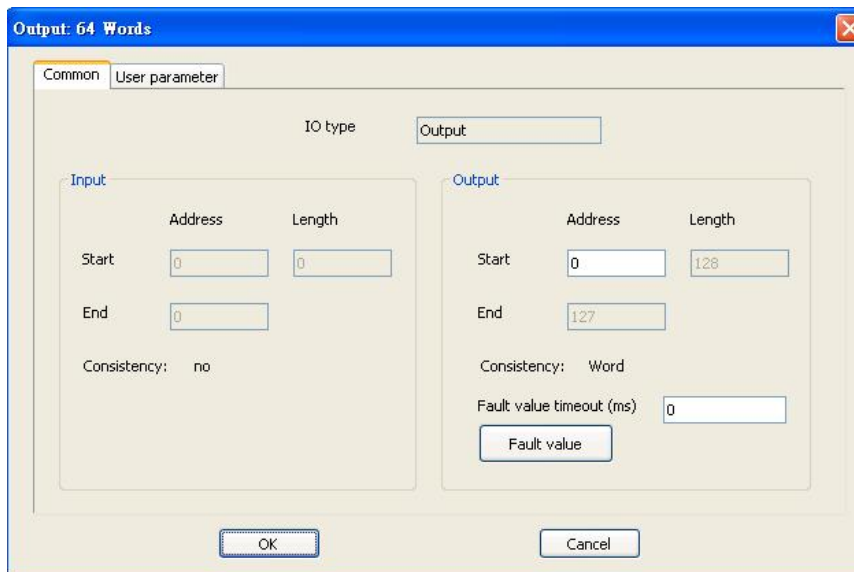 Output: 64 Words
Common User parameter
IO type Output
Input
Address Length
Start 0 0
End 0
Consistency: no
Output
Address Length
Start 0 128
End 127
Consistency: Word
Fault value timeout (ms) 0
Fault value
OK Cancel